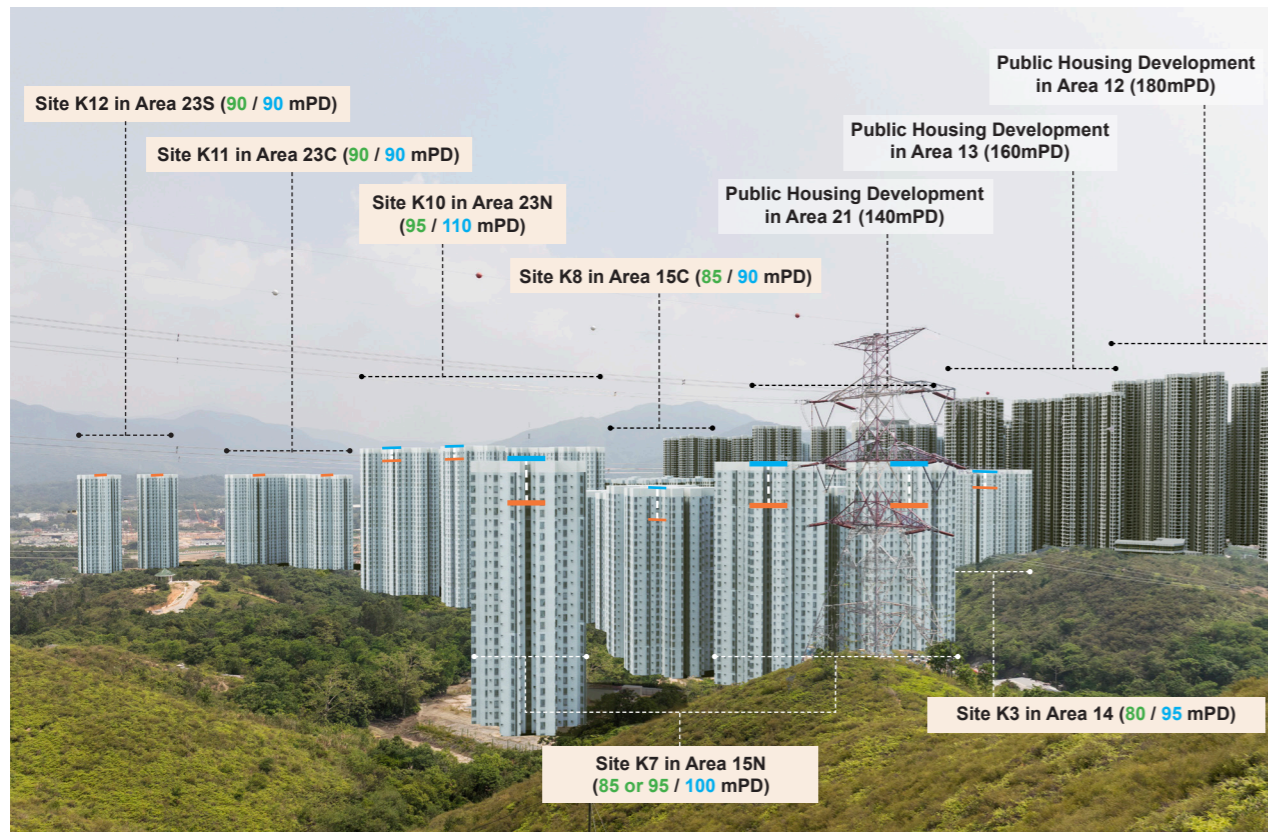 Public Housing Development
in Area 12 (180mPD)
Site K12 in Area 23S (90 / 90 mPD)
Public Housing Development
in Area 13 (160mPD)
Site K11 in Area 23C (90 / 90 mPD)
Site K10 in Area 23N
(95 / 110 mPD)
Public Housing Development
in Area 21 (140mPD)
Site K8 in Area 15C (85 / 90 mPD)
Site K3 in Area 14 (80 / 95 mPD)
Site K7 in Area 15N
(85 or 95 / 100 mPD)